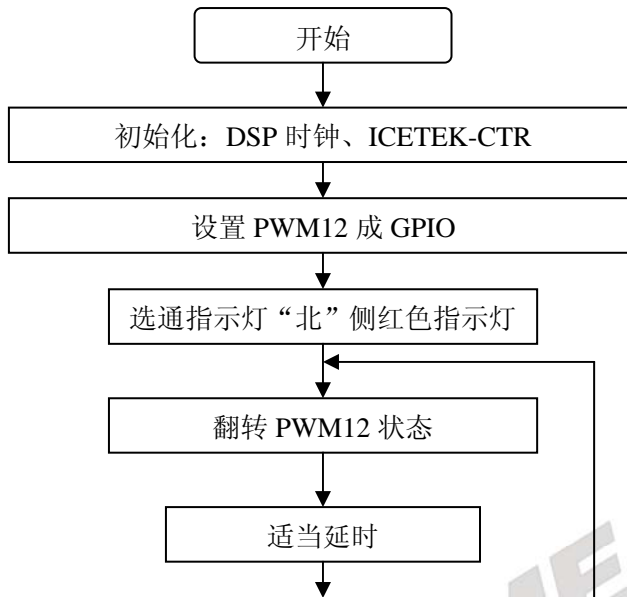 开始
初始化：DSP 时钟、ICETEK-CTR
设置 PWM12 成 GPIO
选通指示灯“北”侧红色指示灯
翻转 PWM12 状态
适当延时